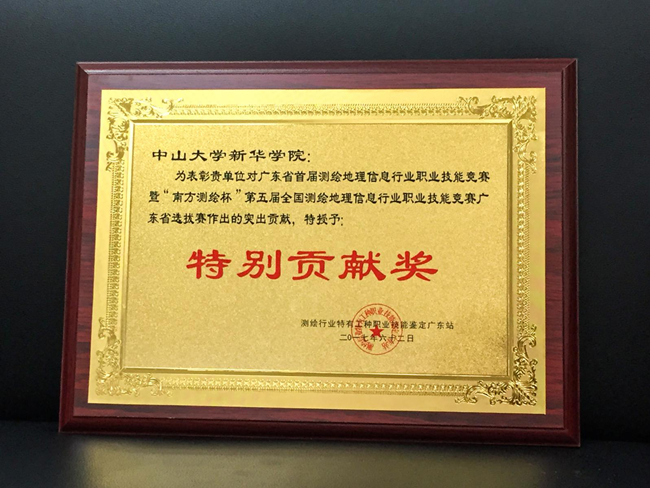 中山大学新华学院：
为表彰贵单位对广东省首届测绘地理信息行业职业技能竞赛
暨“南方测绘杯”第五届全国测绘地理信息行业职业技能竞赛广
东省选拔赛作出的突出贡献，特授予：
特别贡献奖
测绘行业特有工种职业技能鉴定广东站
二〇一七年六月十二日